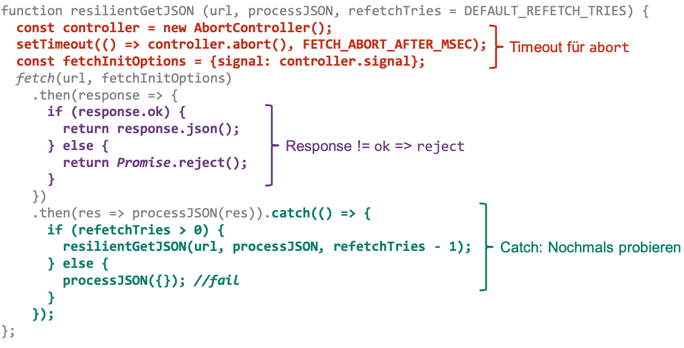 function resilientGetJSON (url, processJSON, refetchTries = DEFAULT_REFETCH_TRIES) {
  const controller = new AbortController();
  setTimeout(() => controller.abort(), FETCH_ABORT_AFTER_MSEC);
  const fetchInitOptions = {signal: controller.signal};
Timeout für abort
  fetch(url, fetchInitOptions)
    .then(response => {
      if (response.ok) {
        return response.json();
      } else {
        return Promise.reject();
      }
Response != ok => reject
    })
    .then(res => processJSON(res)).catch(() => {
      if (refetchTries > 0) {
        resilientGetJSON(url, processJSON, refetchTries - 1);
      } else {
        processJSON({}); //fail
      }
Catch: Nochmals probieren
    });
};